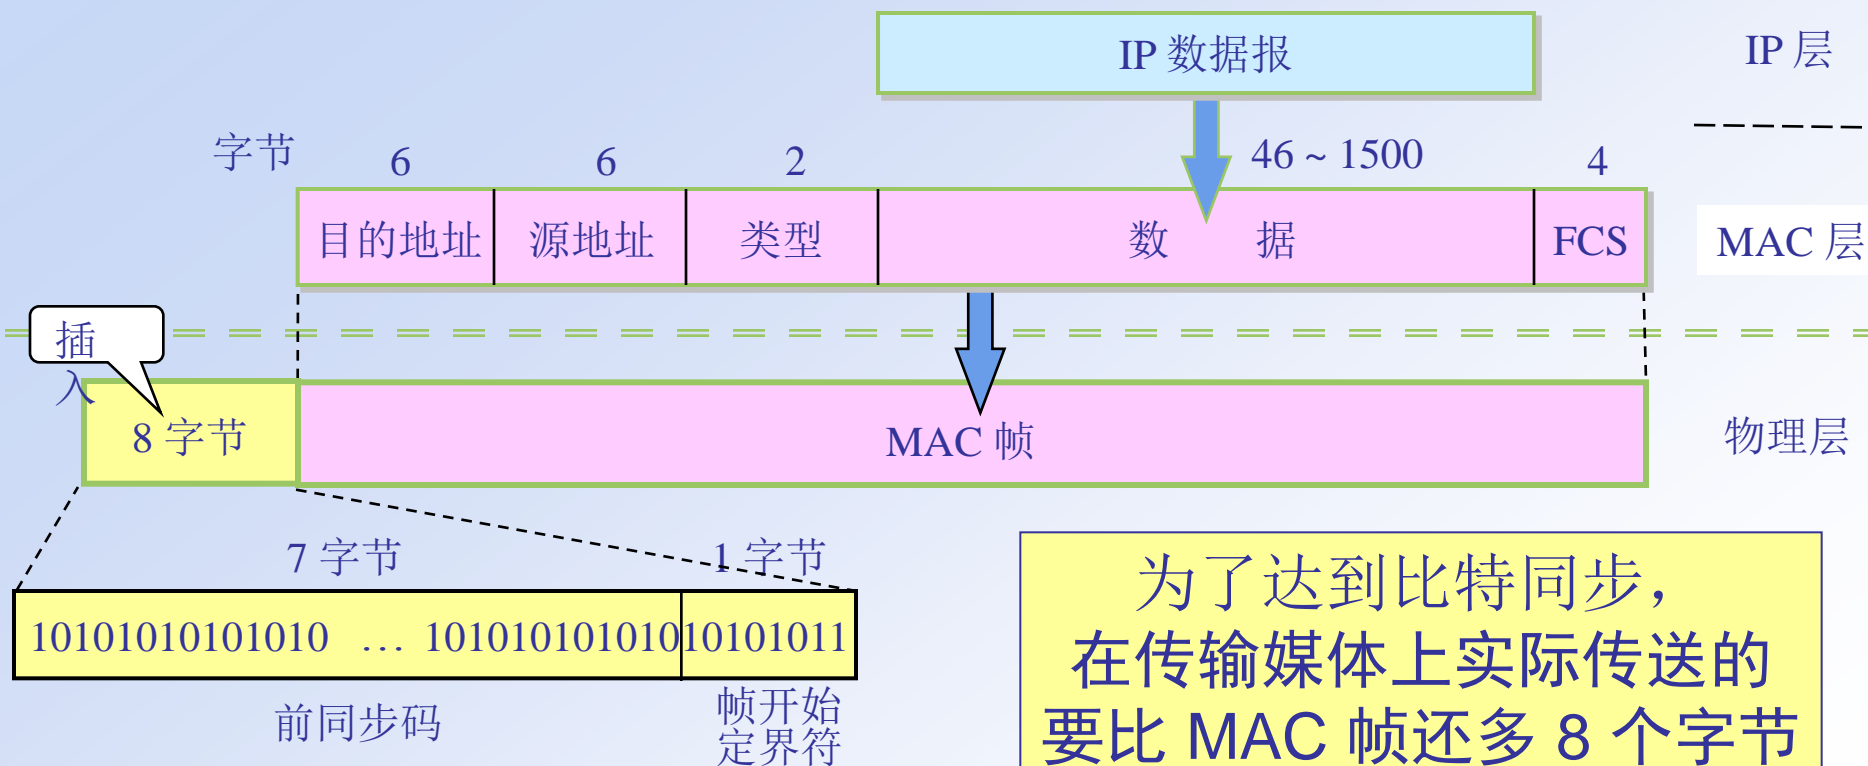 IP 数据报
IP 层
字节
6
6
2
46 ~ 1500
4
目的地址
源地址
类型
数 据
FCS
MAC 层
插
入
8 字节
MAC 帧
物理层
7 字节
1 字节
10101010101010 … 101010101010
10101011
前同步码
帧开始
定界符
为了达到比特同步，
在传输媒体上实际传送的
要比 MAC 帧还多 8 个字节